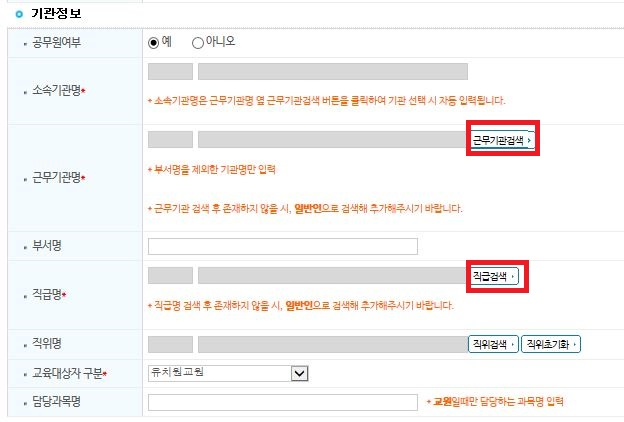 기관정보
공무원여부 예 아니오
소속기관명*
* 소속기관명은 근무기관명 옆 근무기관검색 버튼을 클릭하여 기관 선택 시 자동 입력됩니다.
근무기관명* 근무기관검색
* 부서명을 제외한 기관명만 입력
* 근무기관 검색 후 존재하지 않을 시, 일반인으로 검색해 추가해주시기 바랍니다.
부서명
직급명* 직급검색
* 직급명 검색 후 존재하지 않을 시, 일반인으로 검색해 추가해주시기 바랍니다.
직위명 직위검색 직위초기화
교육대상자 구분* 유치원교원
담당과목명 * 교원일때만 담당하는 과목명 입력